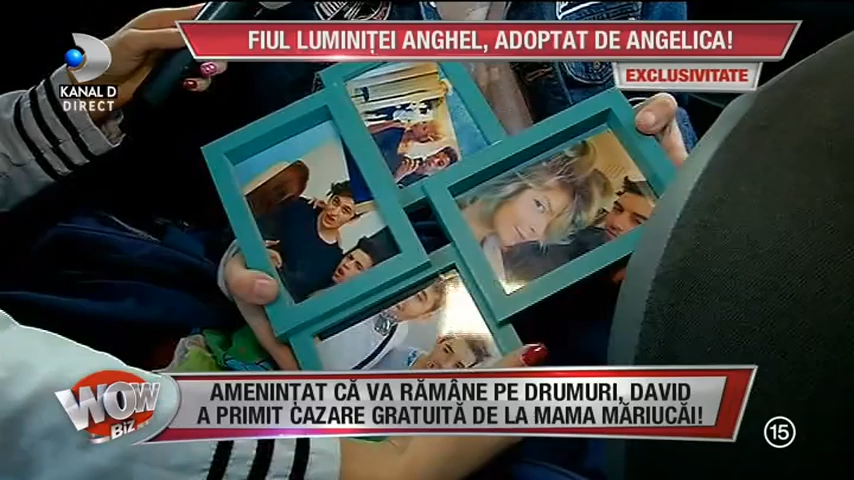 FIUL LUMINIȚEI ANGHEL, ADOPTAT DE ANGELICA!
EXCLUSIVITATE
KANAL D
DIRECT
AMENINȚAT CĂ VA RĂMÂNE PE DRUMURI, DAVID
A PRIMIT CAZARE GRATUITĂ DE LA MAMA MĂRIUCĂI!
WOW
BIZ
15